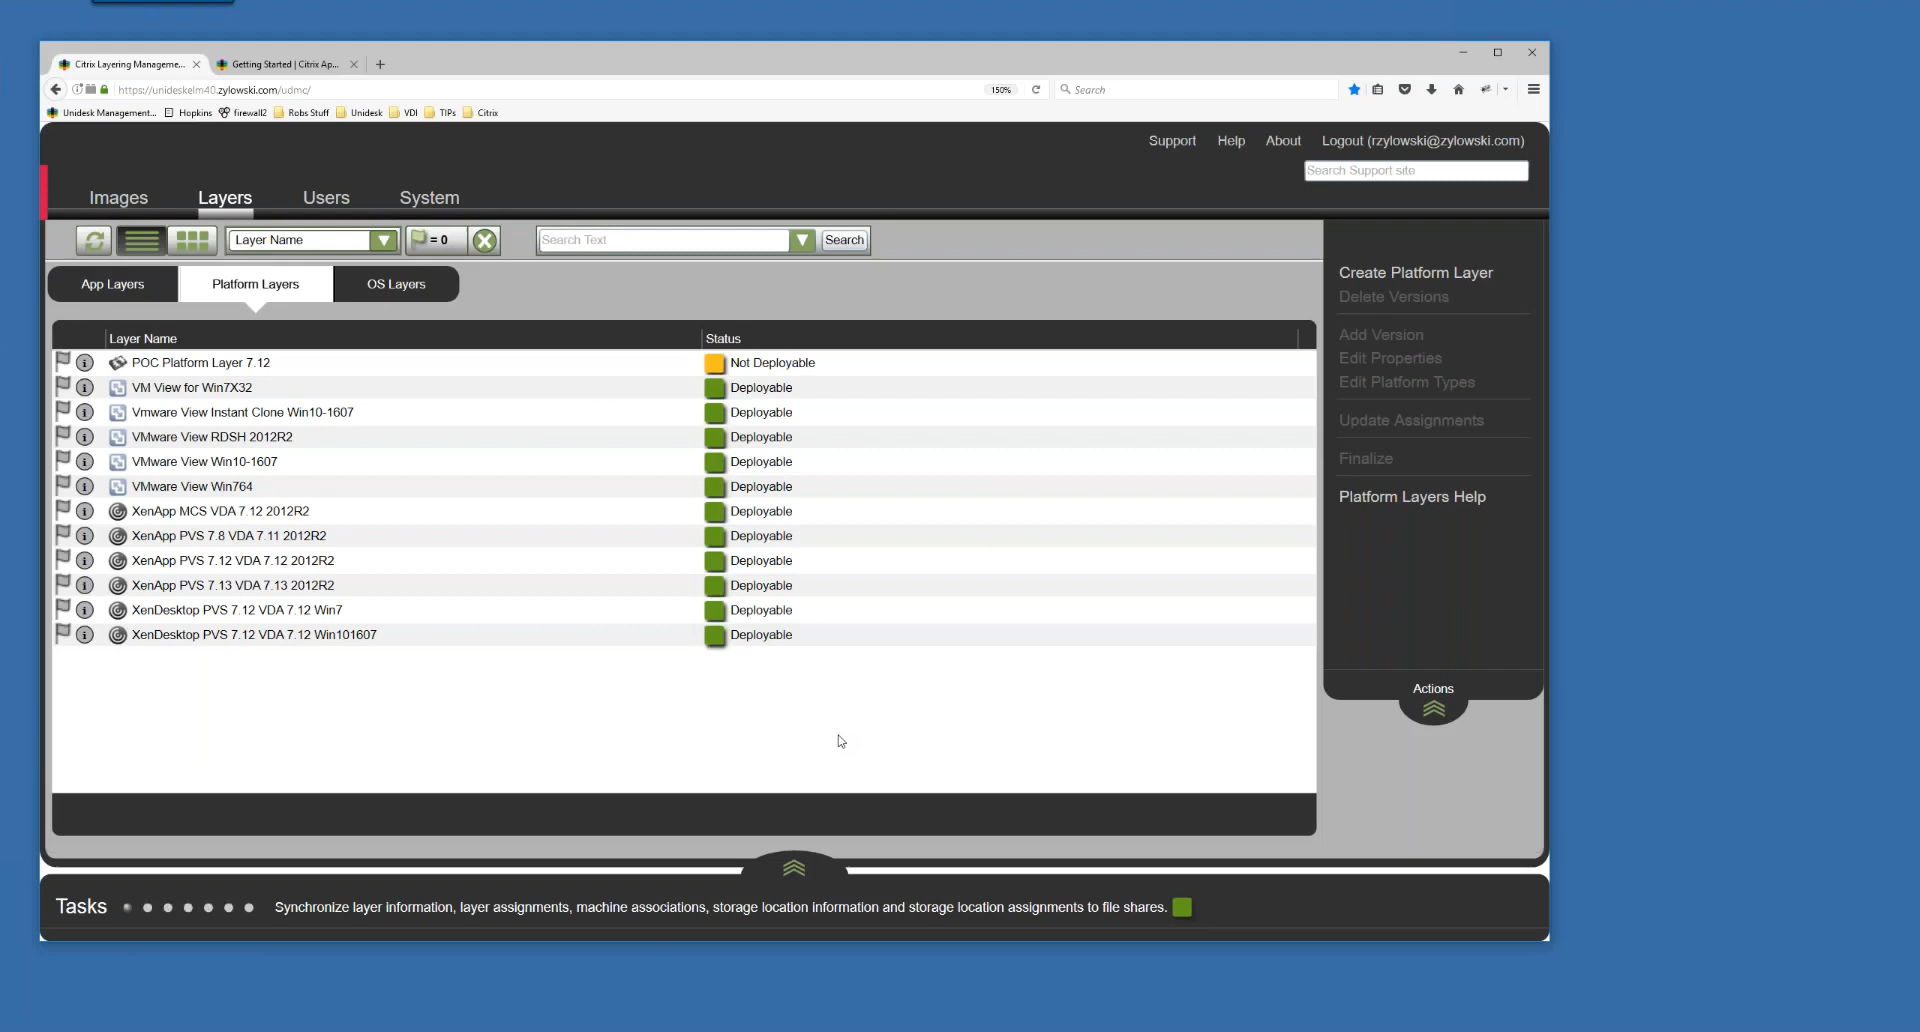 Citrix Layering Manageme...
Getting Started | Citrix Ap...
https://unideskelm40.zylowski.com/udmc/
150%
Search
Unidesk Management...
Hopkins
firewall2
Robs Stuff
Unidesk
VDI
TIPs
Citrix
Support
Help
About
Logout (rzylowski@zylowski.com)
Search Support site
Images
Layers
Users
System
Layer Name
= 0
Search Text
Search
App Layers
Platform Layers
OS Layers
Layer Name
Status
POC Platform Layer 7.12
Not Deployable
VM View for Win7X32
Deployable
Vmware View Instant Clone Win10-1607
Deployable
VMware View RDSH 2012R2
Deployable
VMware View Win10-1607
Deployable
VMware View Win764
Deployable
XenApp MCS VDA 7.12 2012R2
Deployable
XenApp PVS 7.8 VDA 7.11 2012R2
Deployable
XenApp PVS 7.12 VDA 7.12 2012R2
Deployable
XenApp PVS 7.13 VDA 7.13 2012R2
Deployable
XenDesktop PVS 7.12 VDA 7.12 Win7
Deployable
XenDesktop PVS 7.12 VDA 7.12 Win101607
Deployable
Create Platform Layer
Delete Versions
Add Version
Edit Properties
Edit Platform Types
Update Assignments
Finalize
Platform Layers Help
Actions
Tasks
Synchronize layer information, layer assignments, machine associations, storage location information and storage location assignments to file shares.